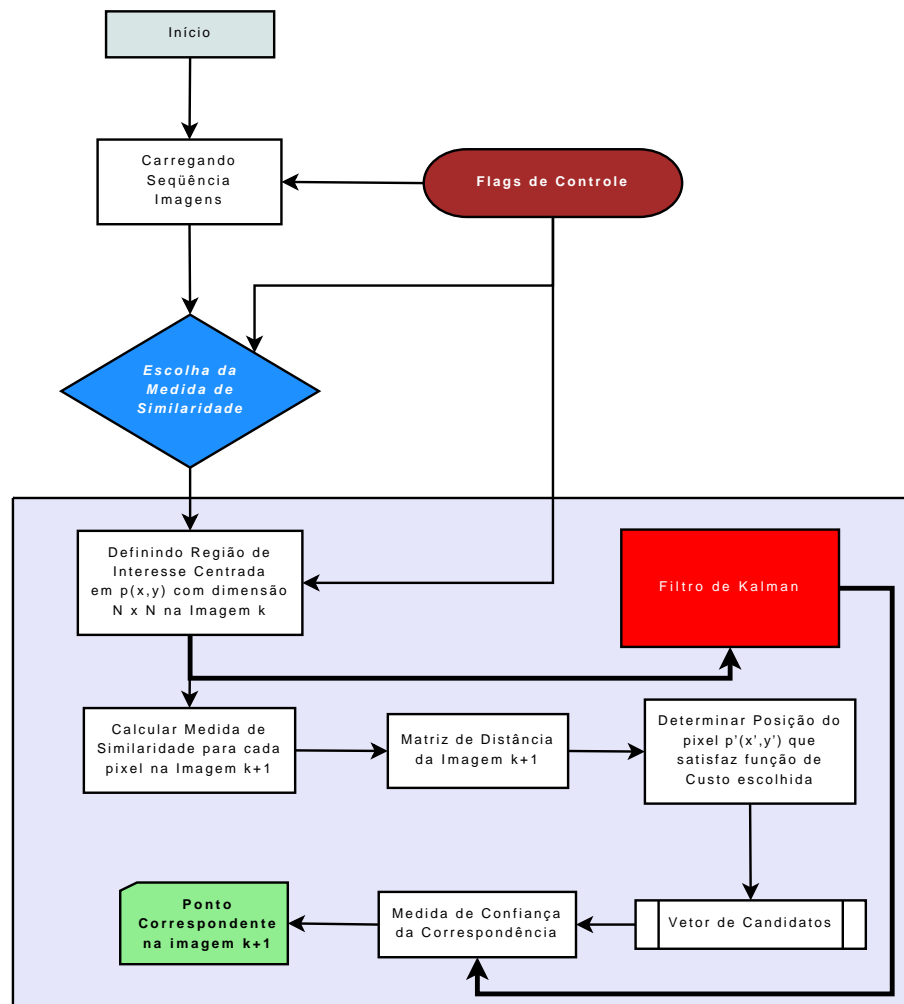 Início
Carregando
Seqüência
Imagens
Flags de Controle
Escolha da
Medida de
Similaridade
Definindo Região de
Interesse Centrada
em p(x,y) com dimensão
N x N na Imagem k
Filtro de Kalman
Calcular Medida de
Similaridade para cada
pixel na Imagem k+1
Matriz de Distância
da Imagem k+1
Determinar Posição do
pixel p’(x’,y’) que
satisfaz função de
Custo escolhida
Ponto
Correspondente
na imagem k+1
Medida de Confiança
da Correspondência
Vetor de Candidatos